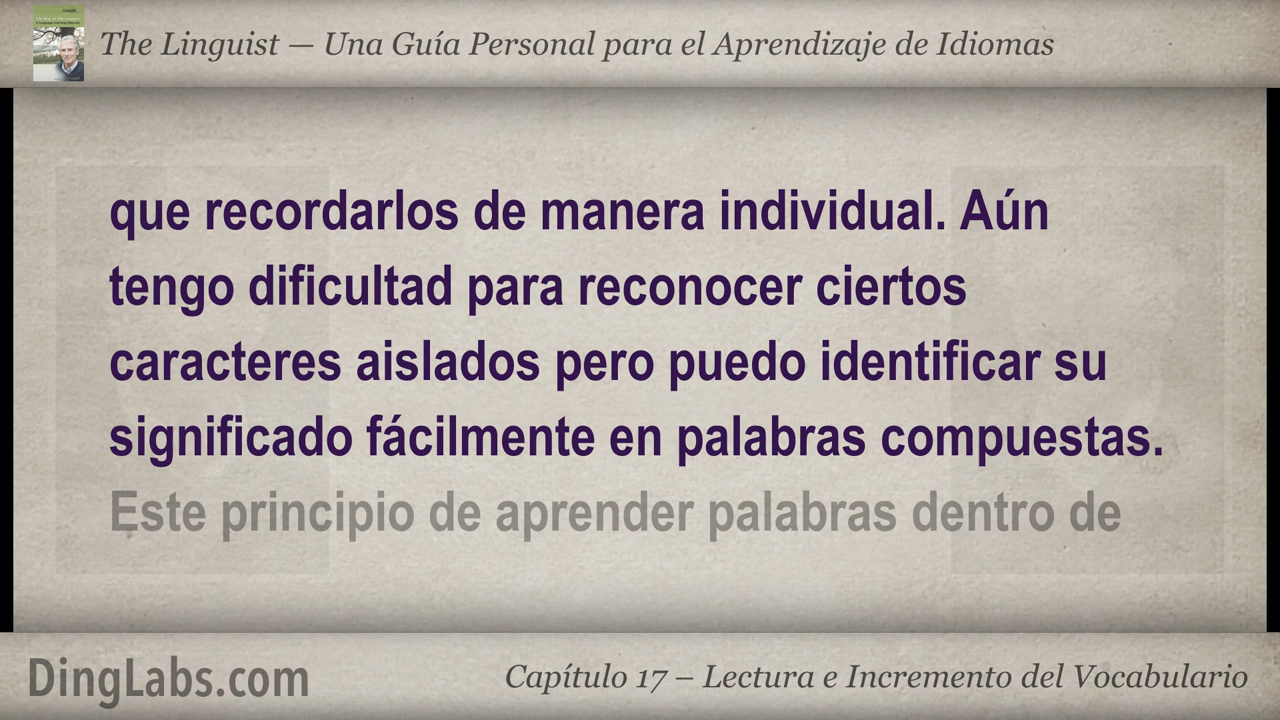 The Linguist — Una Guía Personal para el Aprendizaje de Idiomas
que recordarlos de manera individual. Aún
tengo dificultad para reconocer ciertos
caracteres aislados pero puedo identificar su
significado fácilmente en palabras compuestas.
Este principio de aprender palabras dentro de
DingLabs.com
Capítulo 17 – Lectura e Incremento del Vocabulario